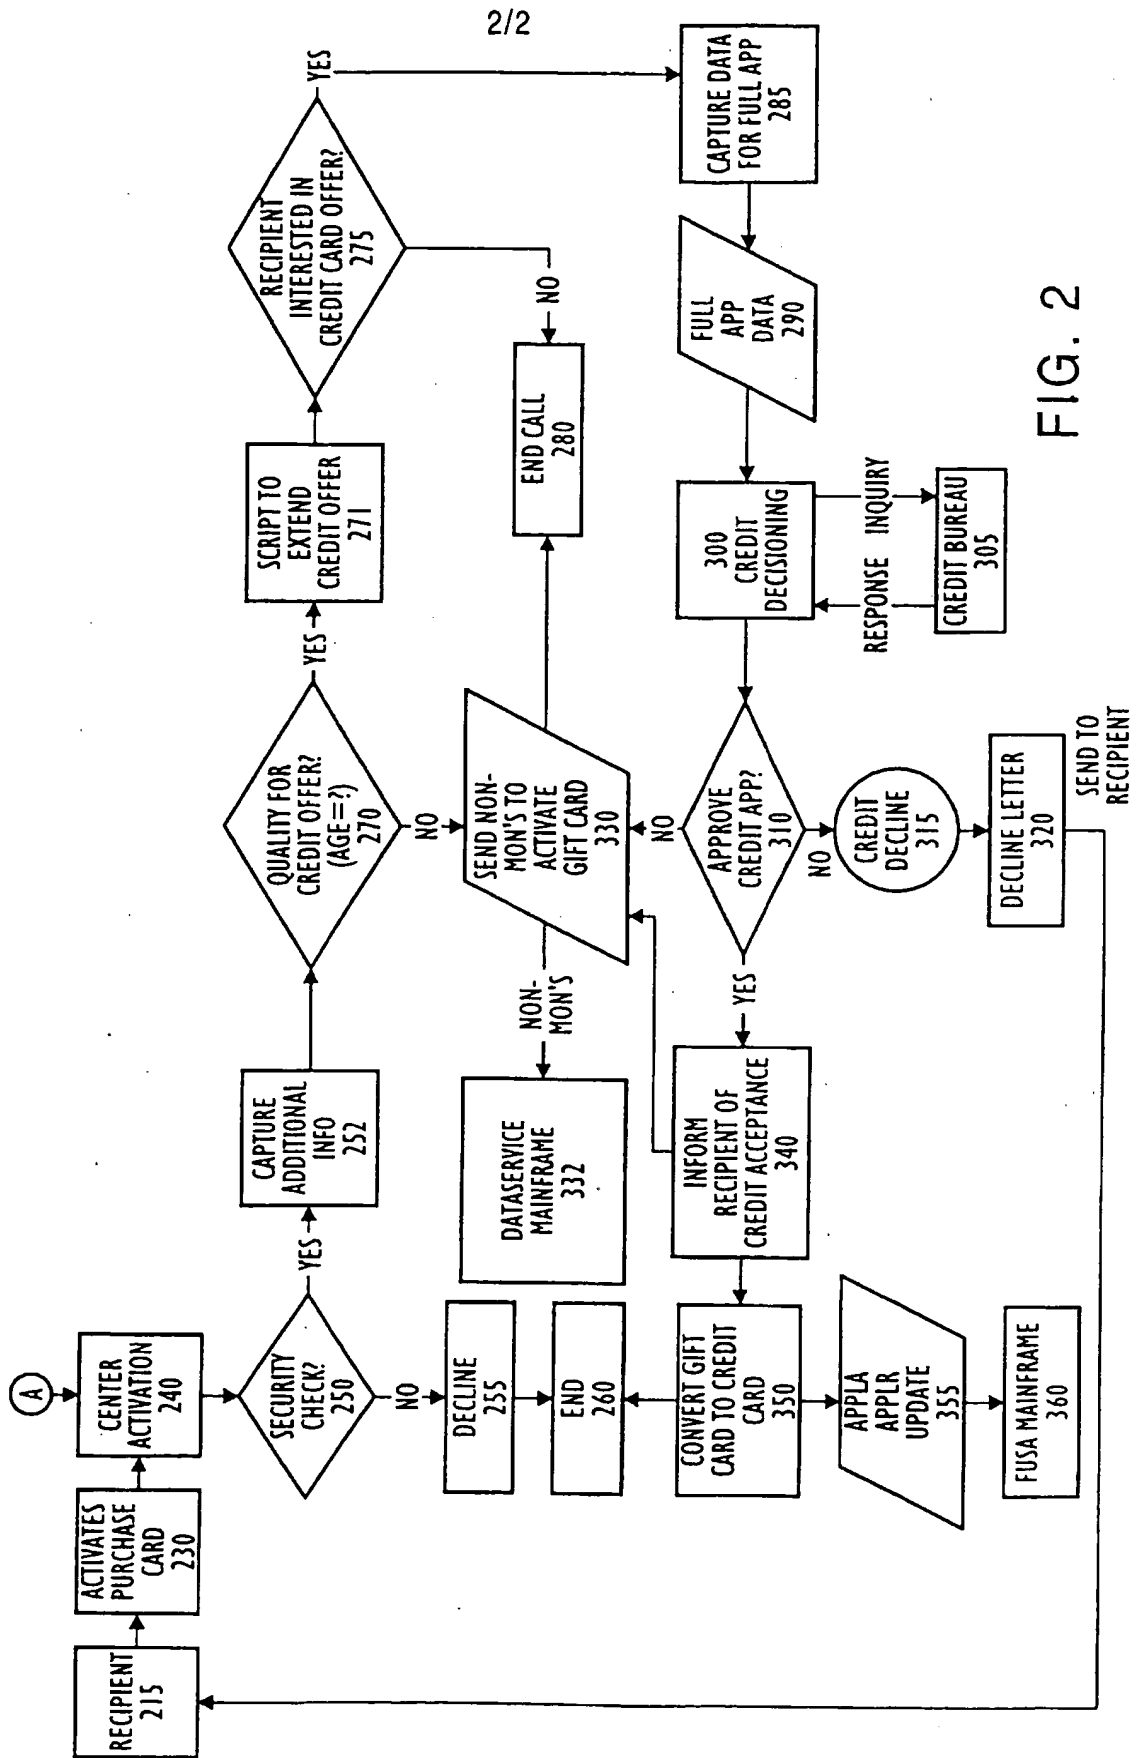 2/2
A
RECIPIENT
215
ACTIVATES
PURCHASE
CARD
230
CENTER
ACTIVATION
240
SECURITY
CHECK?
250
YES
NO
CAPTURE
ADDITIONAL
INFO
252
QUALITY FOR
CREDIT OFFER?
(AGE==?)
270
YES
NO
SCRIPT TO
EXTEND
CREDIT OFFER
271
RECIPIENT
INTERESTED IN
CREDIT CARD OFFER?
275
YES
NO
DECLINE
255
END
260
DATASERVICE
MAINFRAME
332
NON-
MON'S
SEND NON-
MON'S TO
ACTIVATE
GIFT CARD
330
END CALL
280
CAPTURE DATA
FOR FULL APP
285
FULL
APP
DATA
290
300
CREDIT
DECISIONING
RESPONSE
INQUIRY
CREDIT BUREAU
305
APPROVE
CREDIT APP?
310
NO
NO
YES
CREDIT
DECLINE
315
DECLINE LETTER
320
SEND TO
RECIPIENT
INFORM
RECIPIENT OF
CREDIT ACCEPTANCE
340
CONVERT GIFT
CARD TO CREDIT
CARD
350
APPLA
APPLR
UPDATE
355
FUSA MAINFRAME
360
FIG. 2